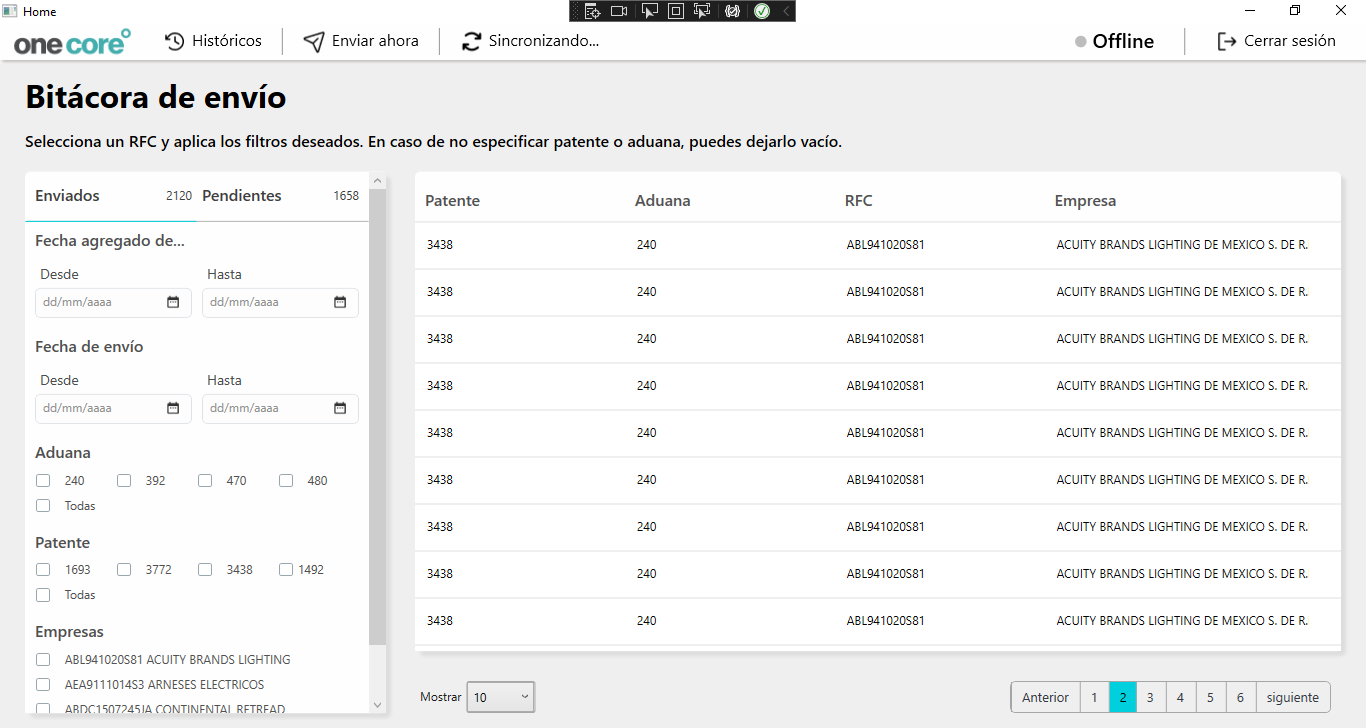 Home
one core
Históricos
Enviar ahora
Sincronizando...
Offline
Cerrar sesión
Bitácora de envío
Selecciona un RFC y aplica los filtros deseados. En caso de no especificar patente o aduana, puedes dejarlo vacío.
Enviados 2120 Pendientes 1658
Fecha agregado de...
Desde Hasta
dd/mm/aaaa dd/mm/aaaa
Fecha de envío
Desde Hasta
dd/mm/aaaa dd/mm/aaaa
Aduana
240 392 470 480
Todas
Patente
1693 3772 3438 1492
Todas
Empresas
ABL941020S81 ACUITY BRANDS LIGHTING
AEA9111014S3 ARNESES ELECTRICOS
ABDC1507245JA CONTINENTAL RETREAD
Patente Aduana RFC Empresa
3438 240 ABL941020S81 ACUITY BRANDS LIGHTING DE MEXICO S. DE R.
3438 240 ABL941020S81 ACUITY BRANDS LIGHTING DE MEXICO S. DE R.
3438 240 ABL941020S81 ACUITY BRANDS LIGHTING DE MEXICO S. DE R.
3438 240 ABL941020S81 ACUITY BRANDS LIGHTING DE MEXICO S. DE R.
3438 240 ABL941020S81 ACUITY BRANDS LIGHTING DE MEXICO S. DE R.
3438 240 ABL941020S81 ACUITY BRANDS LIGHTING DE MEXICO S. DE R.
3438 240 ABL941020S81 ACUITY BRANDS LIGHTING DE MEXICO S. DE R.
3438 240 ABL941020S81 ACUITY BRANDS LIGHTING DE MEXICO S. DE R.
3438 240 ABL941020S81 ACUITY BRANDS LIGHTING DE MEXICO S. DE R.
Mostrar 10
Anterior 1 2 3 4 5 6 siguiente